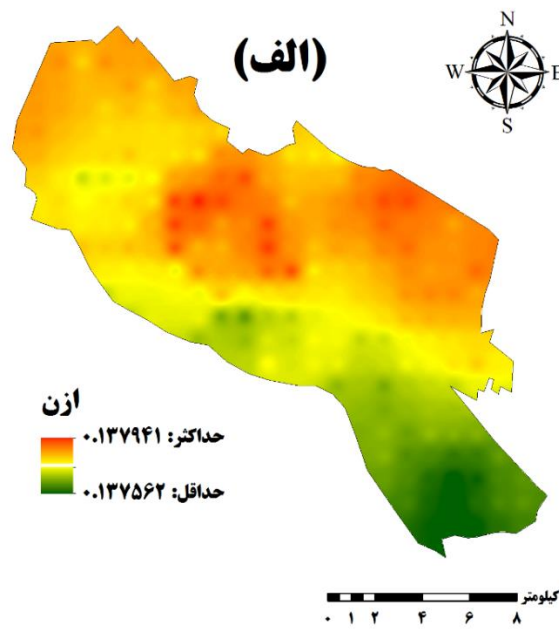 (الف)
N
W E
S
ازن
حداکثر: ۰.۱۳۷۹۴۱
حداقل: ۰.۱۳۷۵۶۲
کیلومتر
۰ ۱ ۲ ۴ ۶ ۸